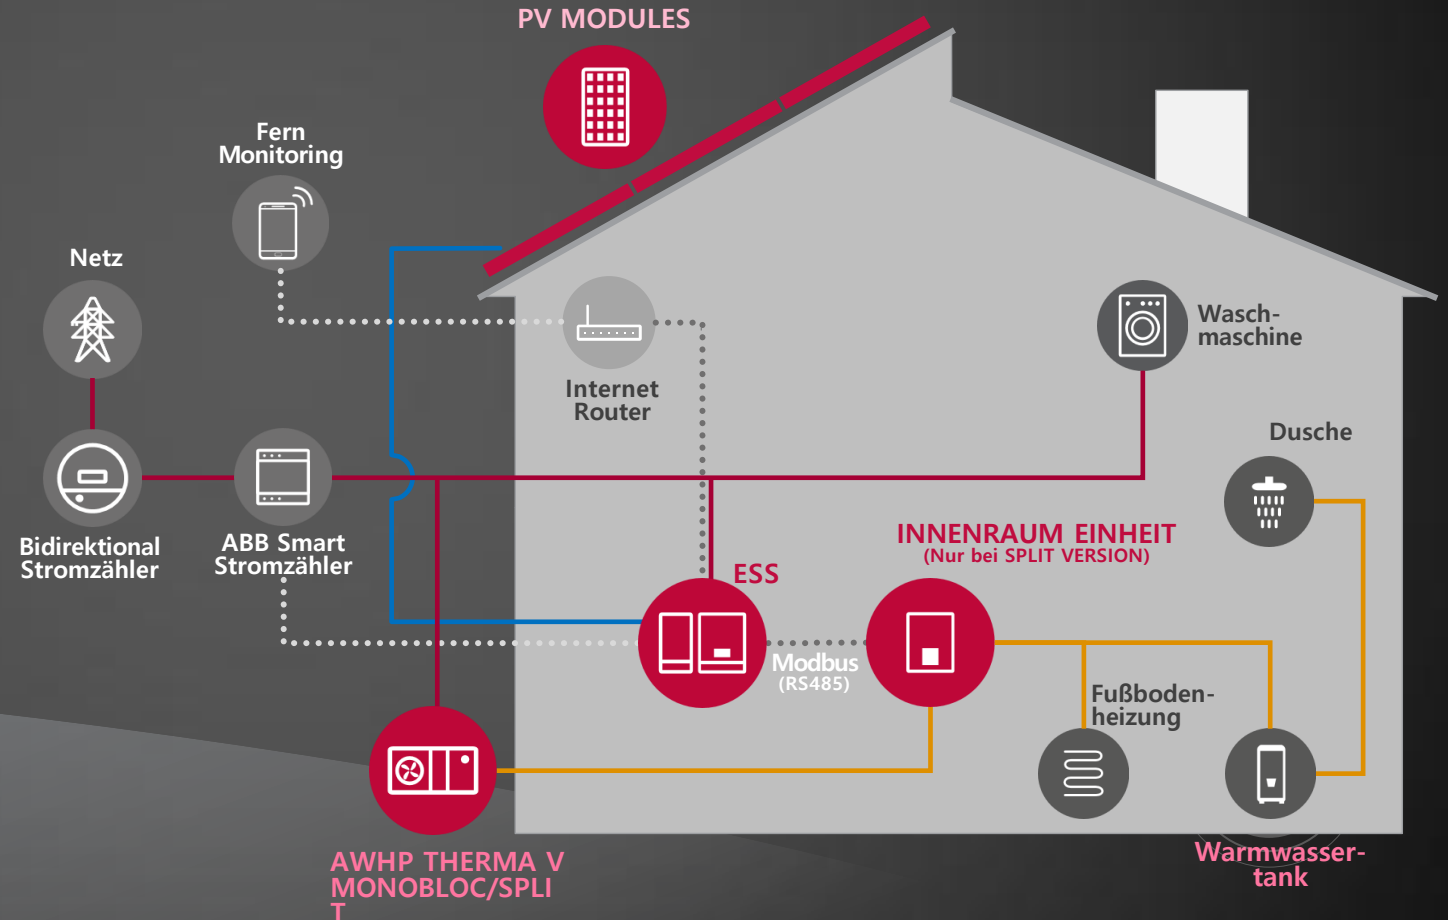 PV MODULES
Fern
Monitoring
Netz
Wasch-
maschine
Internet
Router
Dusche
Bidirektional
Stromzähler
ABB Smart
Stromzähler
INNENRAUM EINHEIT
(Nur bei SPLIT VERSION)
ESS
Modbus
(RS485)
Fußboden-
heizung
AWHP THERMA V
MONOBLOC/SPLI
T
Warmwasser-
tank